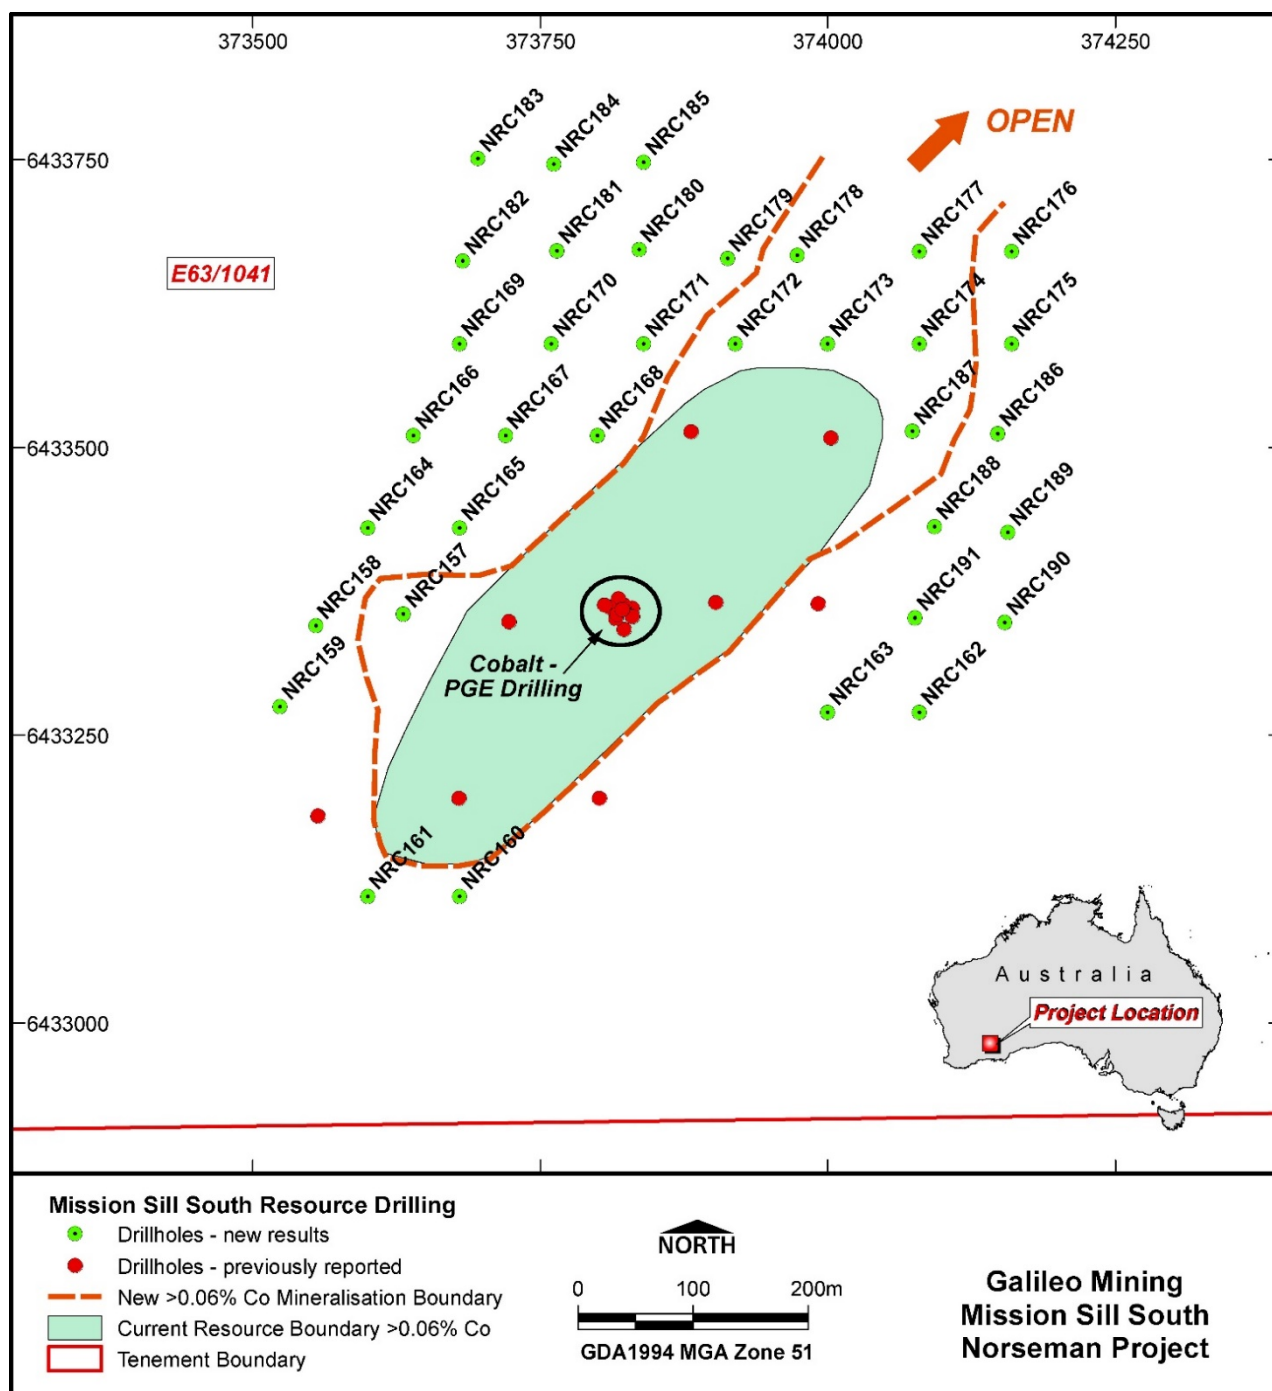 373500
373750
374000
374250
NRC183
NRC184
NRC185
OPEN
6433750
NRC182
NRC181
NRC180
NRC179
NRC178
NRC177
NRC176
E63/1041
NRC169
NRC170
NRC171
NRC172
NRC173
NRC174
NRC175
NRC166
NRC167
NRC168
NRC187
NRC186
6433500
NRC164
NRC165
NRC188
NRC189
NRC158
NRC157
NRC191
NRC190
NRC159
Cobalt -
PGE Drilling
NRC163
NRC162
6433250
NRC161
NRC160
Australia
Project Location
6433000
Mission Sill South Resource Drilling
Drillholes - new results
Drillholes - previously reported
New >0.06% Co Mineralisation Boundary
Current Resource Boundary >0.06% Co
Tenement Boundary
NORTH
0 100 200m
GDA1994 MGA Zone 51
Galileo Mining
Mission Sill South
Norseman Project